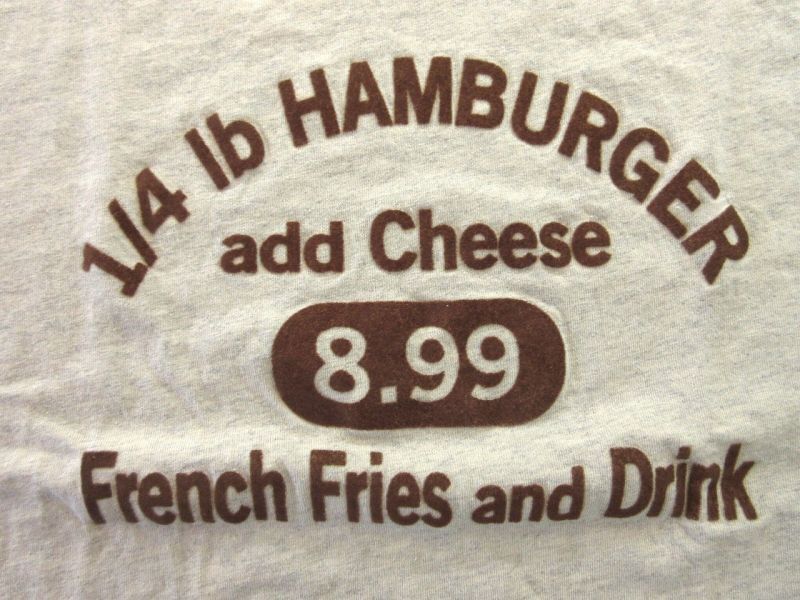 1/4 lb HAMBURGER
add Cheese
8.99
French Fries and Drink